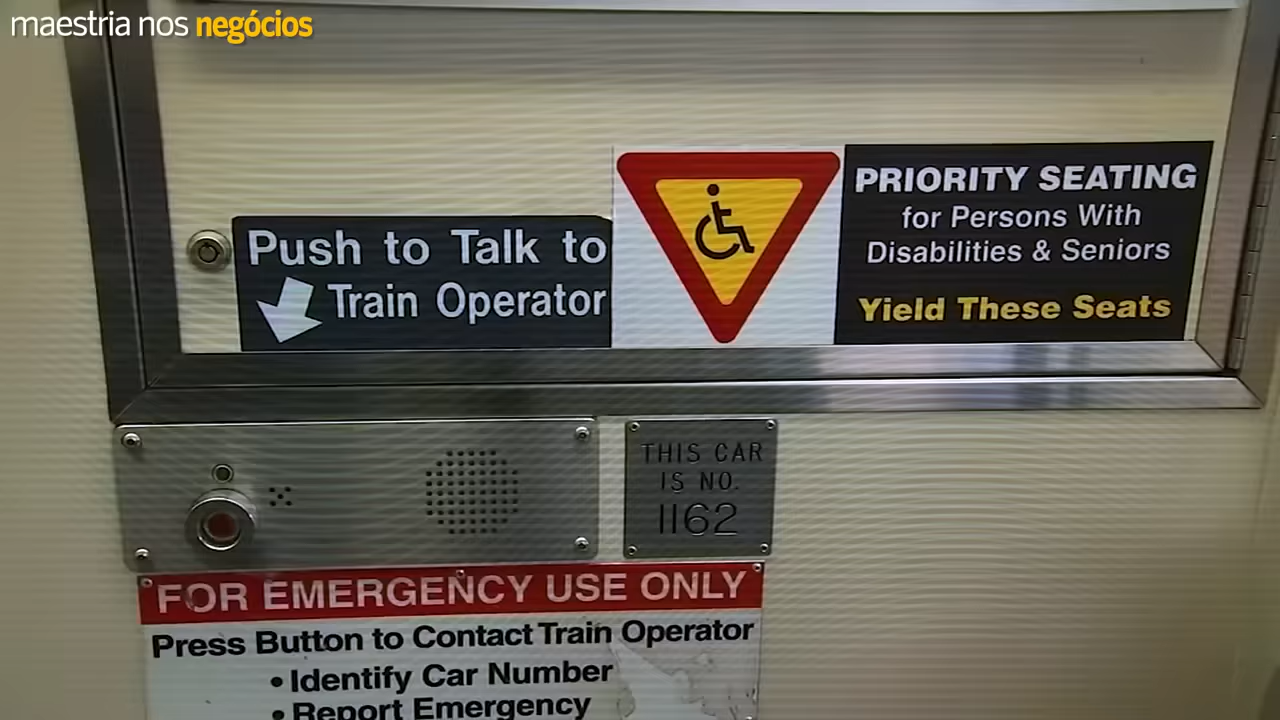 maestria nos negócios
Push to Talk to
Train Operator
PRIORITY SEATING
for Persons With
Disabilities & Seniors
Yield These Seats
THIS CAR
IS NO.
1162
FOR EMERGENCY USE ONLY
Press Button to Contact Train Operator
• Identify Car Number
• Report Emergency